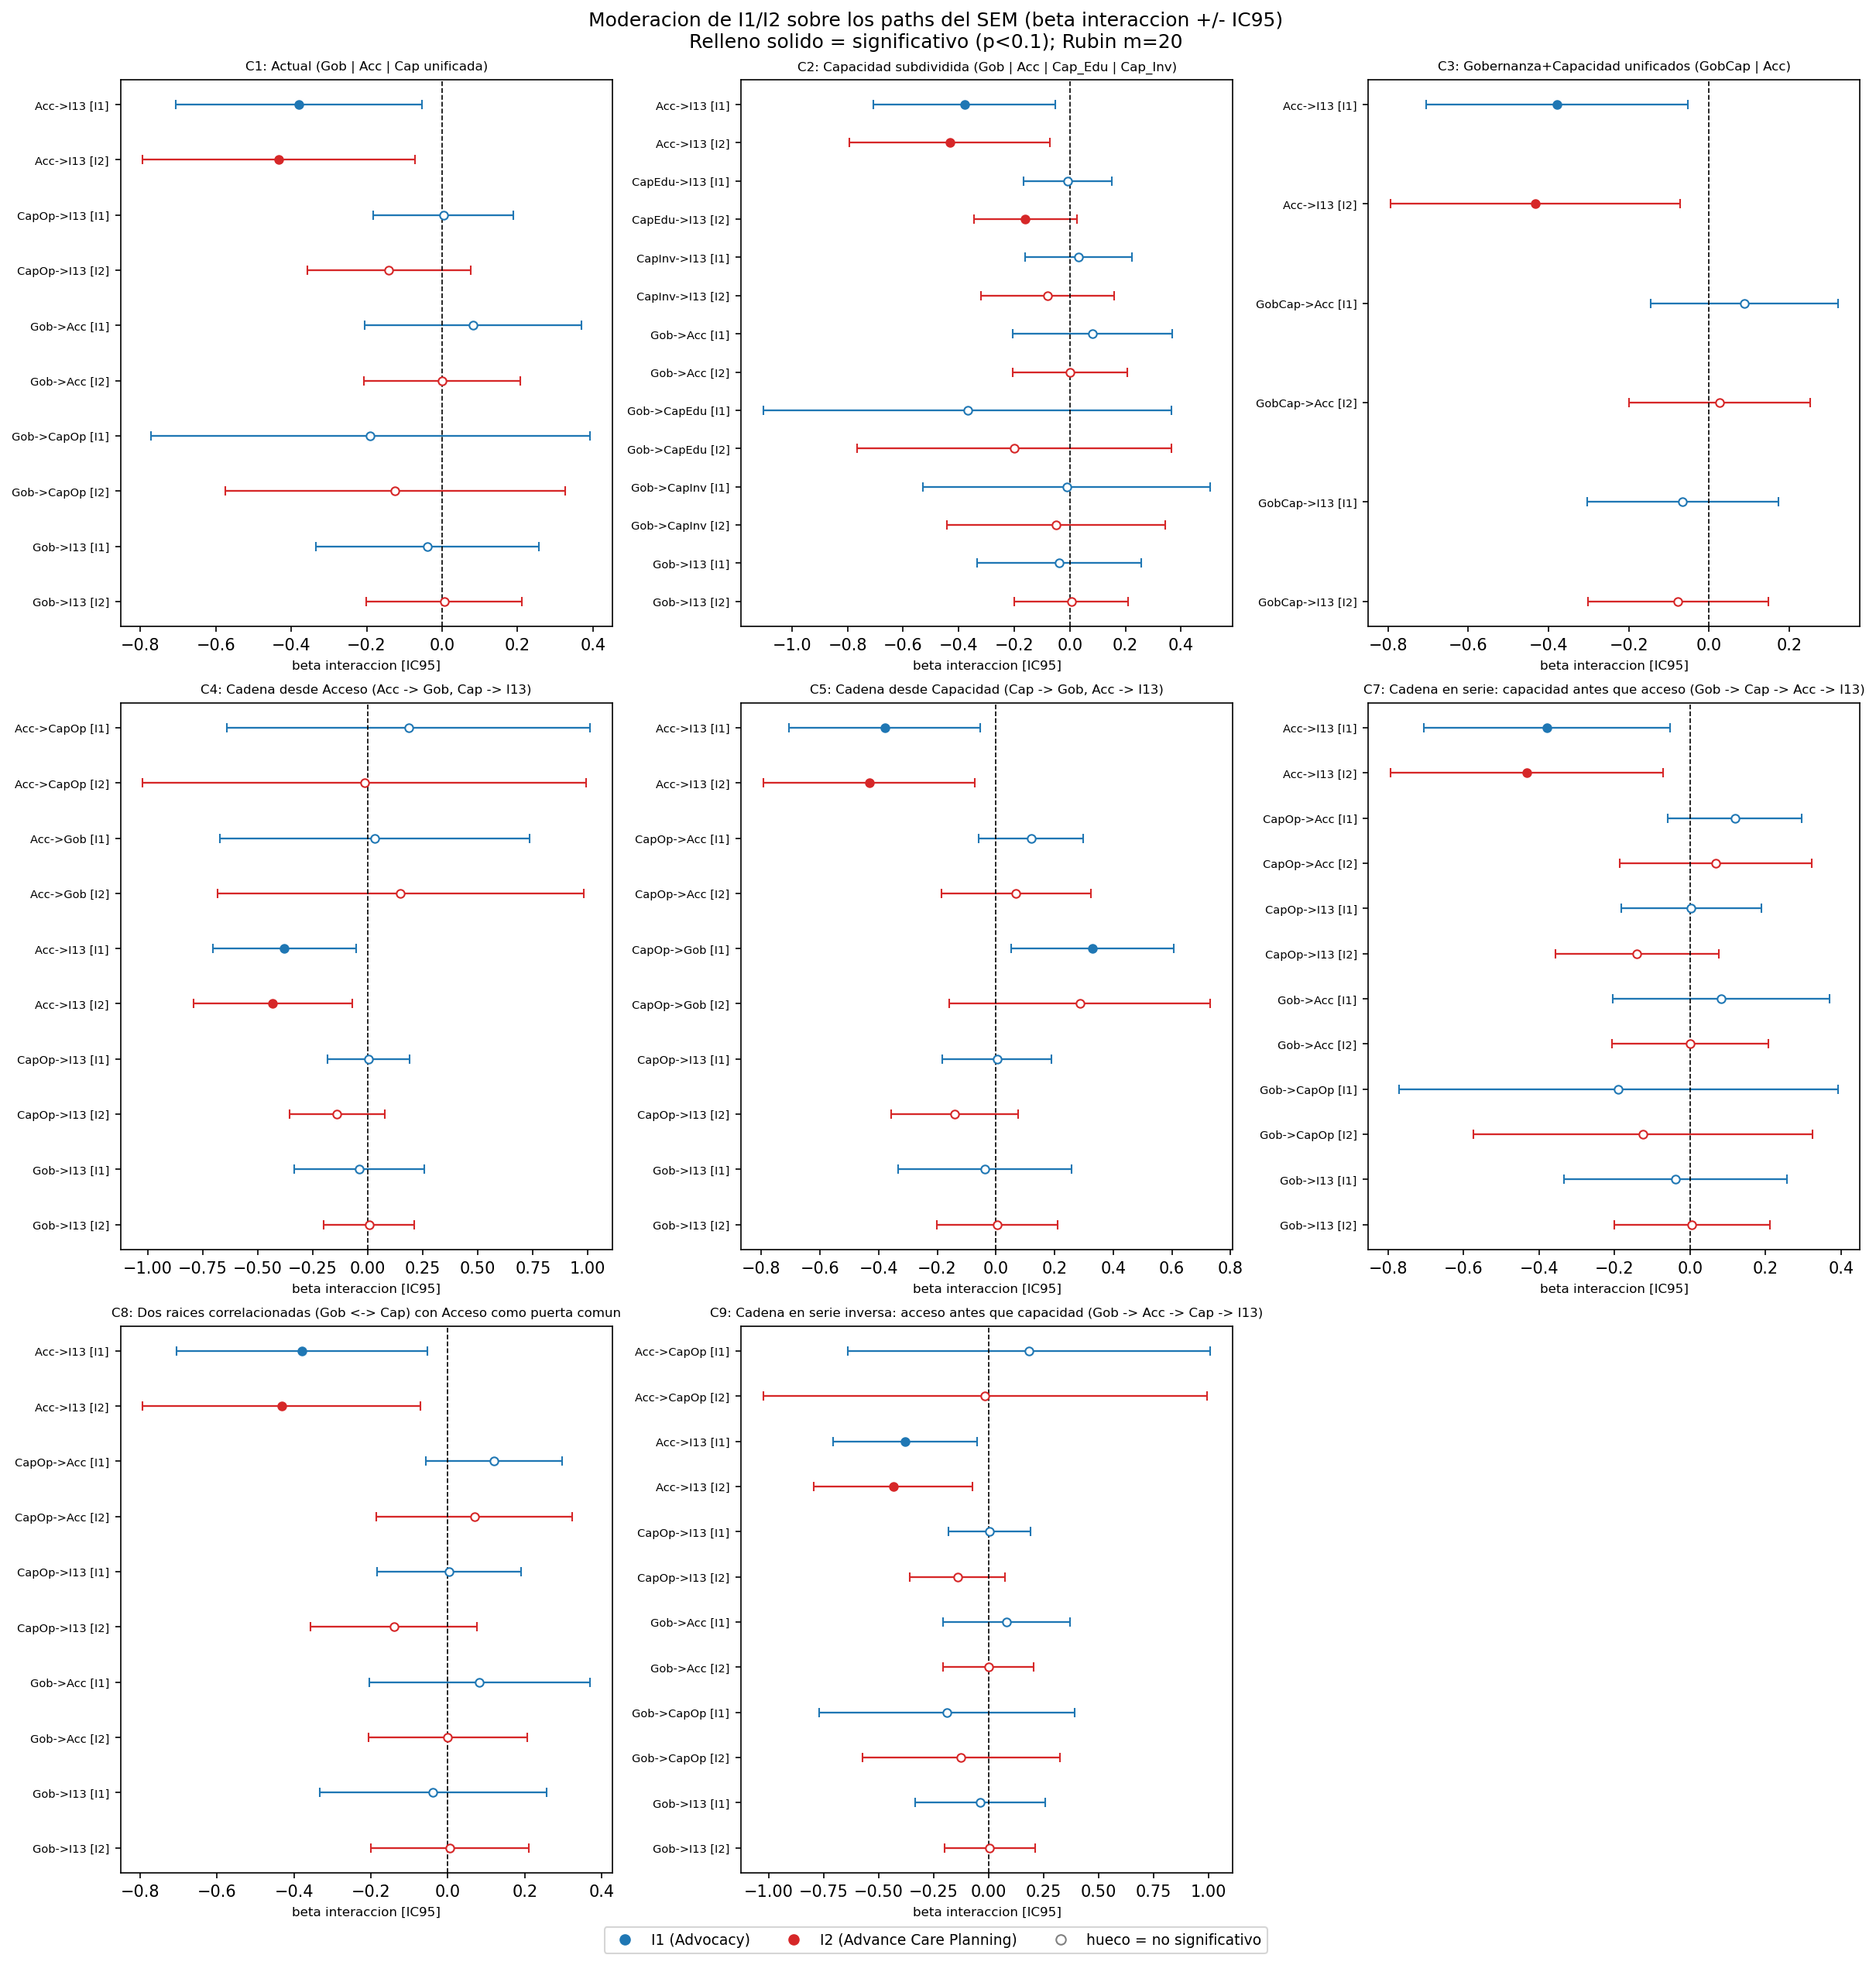 Moderacion de I1/I2 sobre los paths del SEM (beta interaccion +/- IC95)
Relleno solido = significativo (p<0.1); Rubin m=20
C1: Actual (Gob | Acc | Cap unificada)
Acc->I13 [I1]
Acc->I13 [I2]
CapOp->I13 [I1]
CapOp->I13 [I2]
Gob->Acc [I1]
Gob->Acc [I2]
Gob->CapOp [I1]
Gob->CapOp [I2]
Gob->I13 [I1]
Gob->I13 [I2]
−0.8 −0.6 −0.4 −0.2 0.0 0.2 0.4
beta interaccion [IC95]
C2: Capacidad subdividida (Gob | Acc | Cap_Edu | Cap_Inv)
Acc->I13 [I1]
Acc->I13 [I2]
CapEdu->I13 [I1]
CapEdu->I13 [I2]
CapInv->I13 [I1]
CapInv->I13 [I2]
Gob->Acc [I1]
Gob->Acc [I2]
Gob->CapEdu [I1]
Gob->CapEdu [I2]
Gob->CapInv [I1]
Gob->CapInv [I2]
Gob->I13 [I1]
Gob->I13 [I2]
−1.0 −0.8 −0.6 −0.4 −0.2 0.0 0.2 0.4
beta interaccion [IC95]
C3: Gobernanza+Capacidad unificados (GobCap | Acc)
Acc->I13 [I1]
Acc->I13 [I2]
GobCap->Acc [I1]
GobCap->Acc [I2]
GobCap->I13 [I1]
GobCap->I13 [I2]
−0.8 −0.6 −0.4 −0.2 0.0 0.2
beta interaccion [IC95]
C4: Cadena desde Acceso (Acc -> Gob, Cap -> I13)
Acc->CapOp [I1]
Acc->CapOp [I2]
Acc->Gob [I1]
Acc->Gob [I2]
Acc->I13 [I1]
Acc->I13 [I2]
CapOp->I13 [I1]
CapOp->I13 [I2]
Gob->I13 [I1]
Gob->I13 [I2]
−1.00 −0.75 −0.50 −0.25 0.00 0.25 0.50 0.75 1.00
beta interaccion [IC95]
C5: Cadena desde Capacidad (Cap -> Gob, Acc -> I13)
Acc->I13 [I1]
Acc->I13 [I2]
CapOp->Acc [I1]
CapOp->Acc [I2]
CapOp->Gob [I1]
CapOp->Gob [I2]
CapOp->I13 [I1]
CapOp->I13 [I2]
Gob->I13 [I1]
Gob->I13 [I2]
−0.8 −0.6 −0.4 −0.2 0.0 0.2 0.4 0.6 0.8
beta interaccion [IC95]
C7: Cadena en serie: capacidad antes que acceso (Gob -> Cap -> Acc -> I13)
Acc->I13 [I1]
Acc->I13 [I2]
CapOp->Acc [I1]
CapOp->Acc [I2]
CapOp->I13 [I1]
CapOp->I13 [I2]
Gob->Acc [I1]
Gob->Acc [I2]
Gob->CapOp [I1]
Gob->CapOp [I2]
Gob->I13 [I1]
Gob->I13 [I2]
−0.8 −0.6 −0.4 −0.2 0.0 0.2 0.4
beta interaccion [IC95]
C8: Dos raices correlacionadas (Gob <-> Cap) con Acceso como puerta comun
Acc->I13 [I1]
Acc->I13 [I2]
CapOp->Acc [I1]
CapOp->Acc [I2]
CapOp->I13 [I1]
CapOp->I13 [I2]
Gob->Acc [I1]
Gob->Acc [I2]
Gob->I13 [I1]
Gob->I13 [I2]
−0.8 −0.6 −0.4 −0.2 0.0 0.2 0.4
beta interaccion [IC95]
C9: Cadena en serie inversa: acceso antes que capacidad (Gob -> Acc -> Cap -> I13)
Acc->CapOp [I1]
Acc->CapOp [I2]
Acc->I13 [I1]
Acc->I13 [I2]
CapOp->I13 [I1]
CapOp->I13 [I2]
Gob->Acc [I1]
Gob->Acc [I2]
Gob->CapOp [I1]
Gob->CapOp [I2]
Gob->I13 [I1]
Gob->I13 [I2]
−1.00 −0.75 −0.50 −0.25 0.00 0.25 0.50 0.75 1.00
beta interaccion [IC95]
I1 (Advocacy) I2 (Advance Care Planning) hueco = no significativo